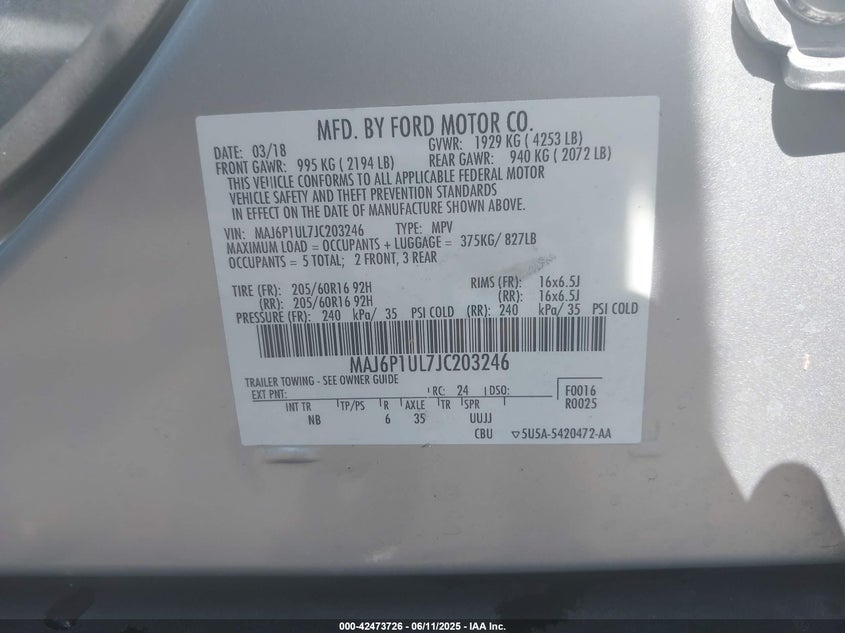 MFD. BY FORD MOTOR CO.
DATE: 03/18 GVWR: 1929 KG ( 4253 LB)
FRONT GAWR: 995 KG ( 2194 LB) REAR GAWR: 940 KG ( 2072 LB)
THIS VEHICLE CONFORMS TO ALL APPLICABLE FEDERAL MOTOR
VEHICLE SAFETY AND THEFT PREVENTION STANDARDS
IN EFFECT ON THE DATE OF MANUFACTURE SHOWN ABOVE.
VIN: MAJ6P1UL7JC203246 TYPE: MPV
MAXIMUM LOAD = OCCUPANTS + LUGGAGE = 375KG/ 827LB
OCCUPANTS = 5 TOTAL; 2 FRONT, 3 REAR
TIRE (FR): 205/60R16 92H RIMS (FR): 16x6.5J
(RR): 205/60R16 92H (RR): 16x6.5J
PRESSURE (FR): 240 kPa/ 35 PSI COLD (RR): 240 kPa/ 35 PSI COLD
MAJ6P1UL7JC203246
TRAILER TOWING - SEE OWNER GUIDE
EXT PNT: RC: 24 DSO: F0016
INT TR TP/PS R AXLE TR SPR R0025
NB 6 35 UUJJ
CBU 5U5A-5420472-AA
000-42473726 - 06/11/2025 - IAA Inc.